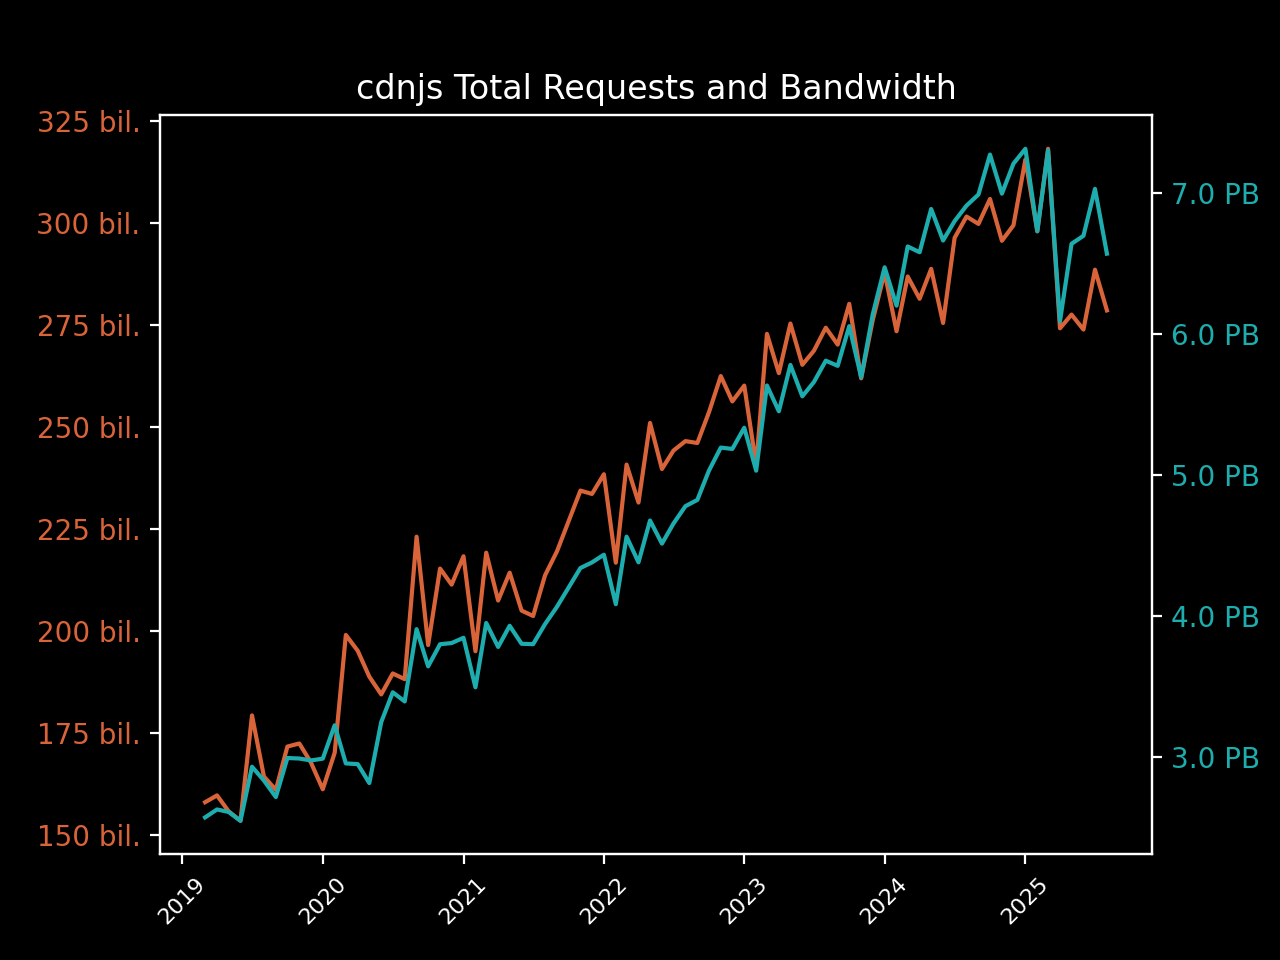 cdnjs Total Requests and Bandwidth
325 bil.
300 bil.
275 bil.
250 bil.
225 bil.
200 bil.
175 bil.
150 bil.
7.0 PB
6.0 PB
5.0 PB
4.0 PB
3.0 PB
2019
2020
2021
2022
2023
2024
2025